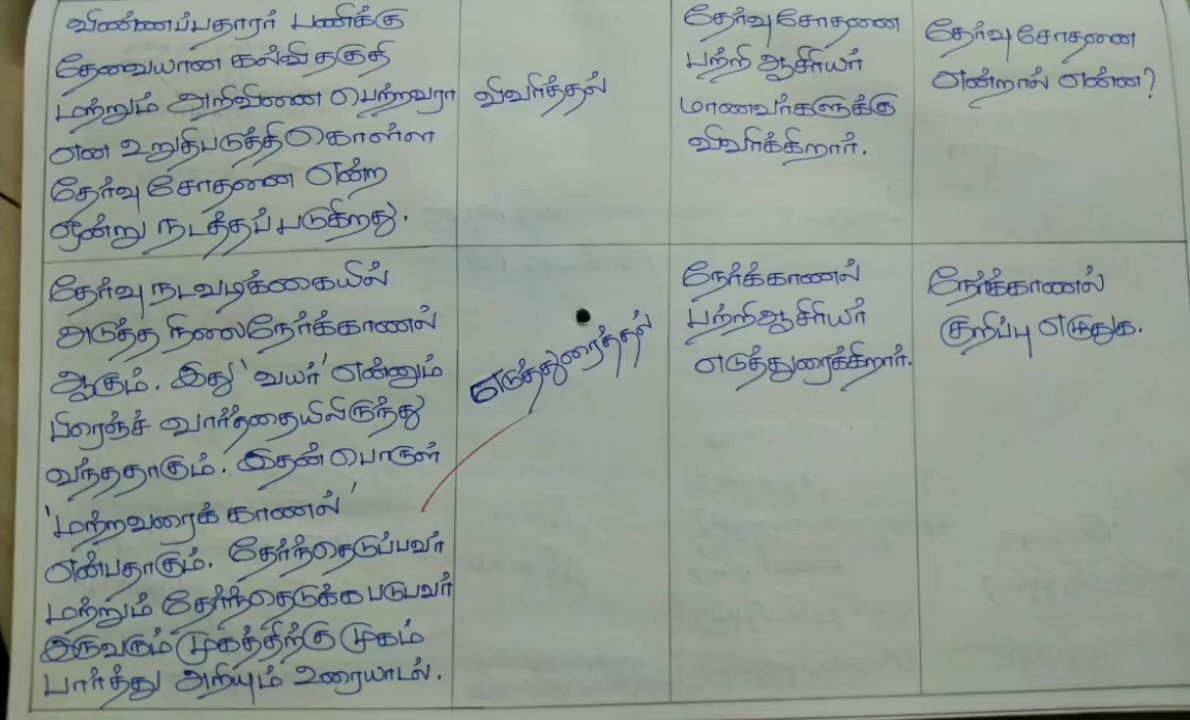 விண்ணப்பதாரர் பணிக்கு
தேவையான கல்வி தகுதி
மற்றும் அறிவினை பெற்றவரா
என உறுதிபடுத்தி கொள்ள
தேர்வு சோதனை என்ற
ஒன்று நடத்தப்படுகிறது.
விவரித்தல்
தேர்வு சோதனை
பற்றி ஆசிரியர்
மாணவர்களுக்கு
விவரிக்கிறார்.
தேர்வு சோதனை
என்றால் என்ன?
தேர்வு நடவடிக்கையில்
அடுத்த நிலை நேர்க்காணல்
ஆகும். இது 'வயர்' என்னும்
பிரைஞ்ச் வார்த்தையிலிருந்து
வந்ததாகும். இதன் பொருள்
'மற்றவரைக் காணல்'
என்பதாகும். தேர்ந்தெடுப்பவர்
மற்றும் தேர்ந்தெடுக்கபடுபவர்
இருவரும் முகத்திற்கு முகம்
பார்த்து அறியும் உரையாடல்.
எடுத்துரைத்தல்
நேர்க்காணல்
பற்றி ஆசிரியர்
எடுத்துரைக்கிறார்.
நேர்க்காணல்
குறிப்பு எழுதுக.